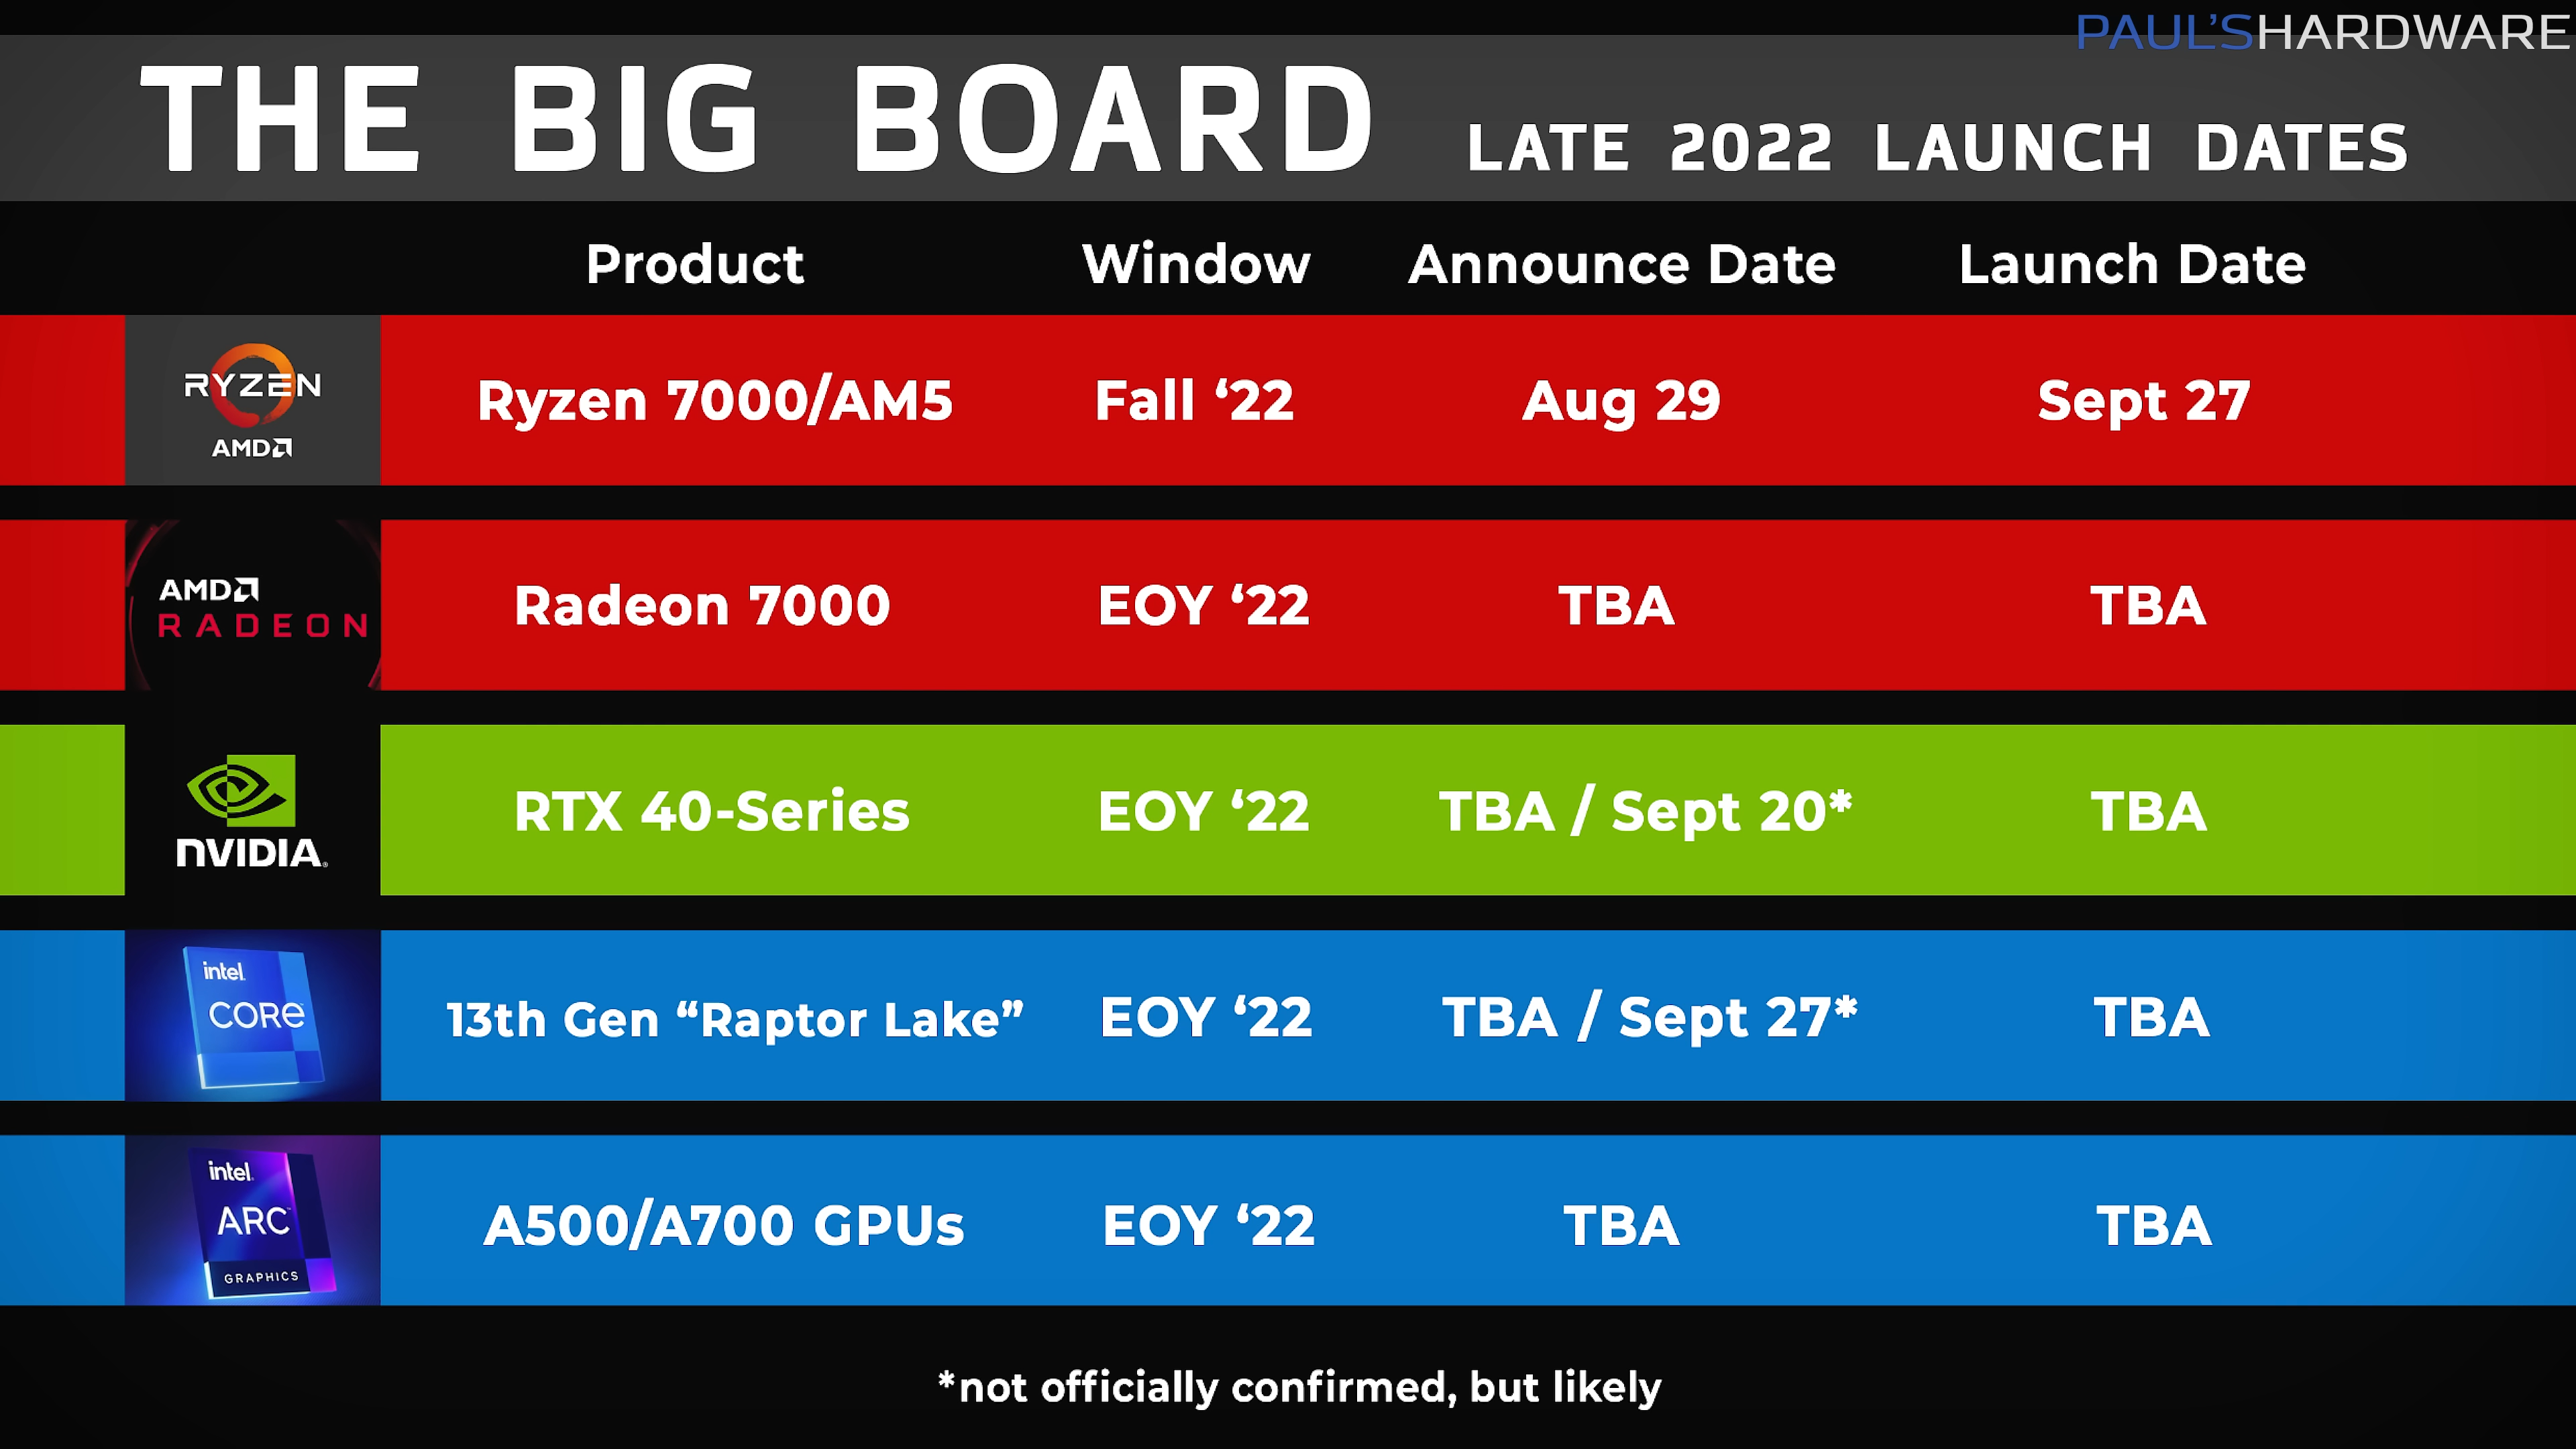 PAUL'SHARDWARE
THE BIG BOARD LATE 2022 LAUNCH DATES
Product Window Announce Date Launch Date
RYZEN
AMD
Ryzen 7000/AM5 Fall ‘22 Aug 29 Sept 27
AMD
RADEON
Radeon 7000 EOY ‘22 TBA TBA
NVIDIA.
RTX 40-Series EOY ‘22 TBA / Sept 20* TBA
intel
CORe
13th Gen “Raptor Lake” EOY ‘22 TBA / Sept 27* TBA
intel.
ARC
GRAPHICS
A500/A700 GPUs EOY ‘22 TBA TBA
*not officially confirmed, but likely